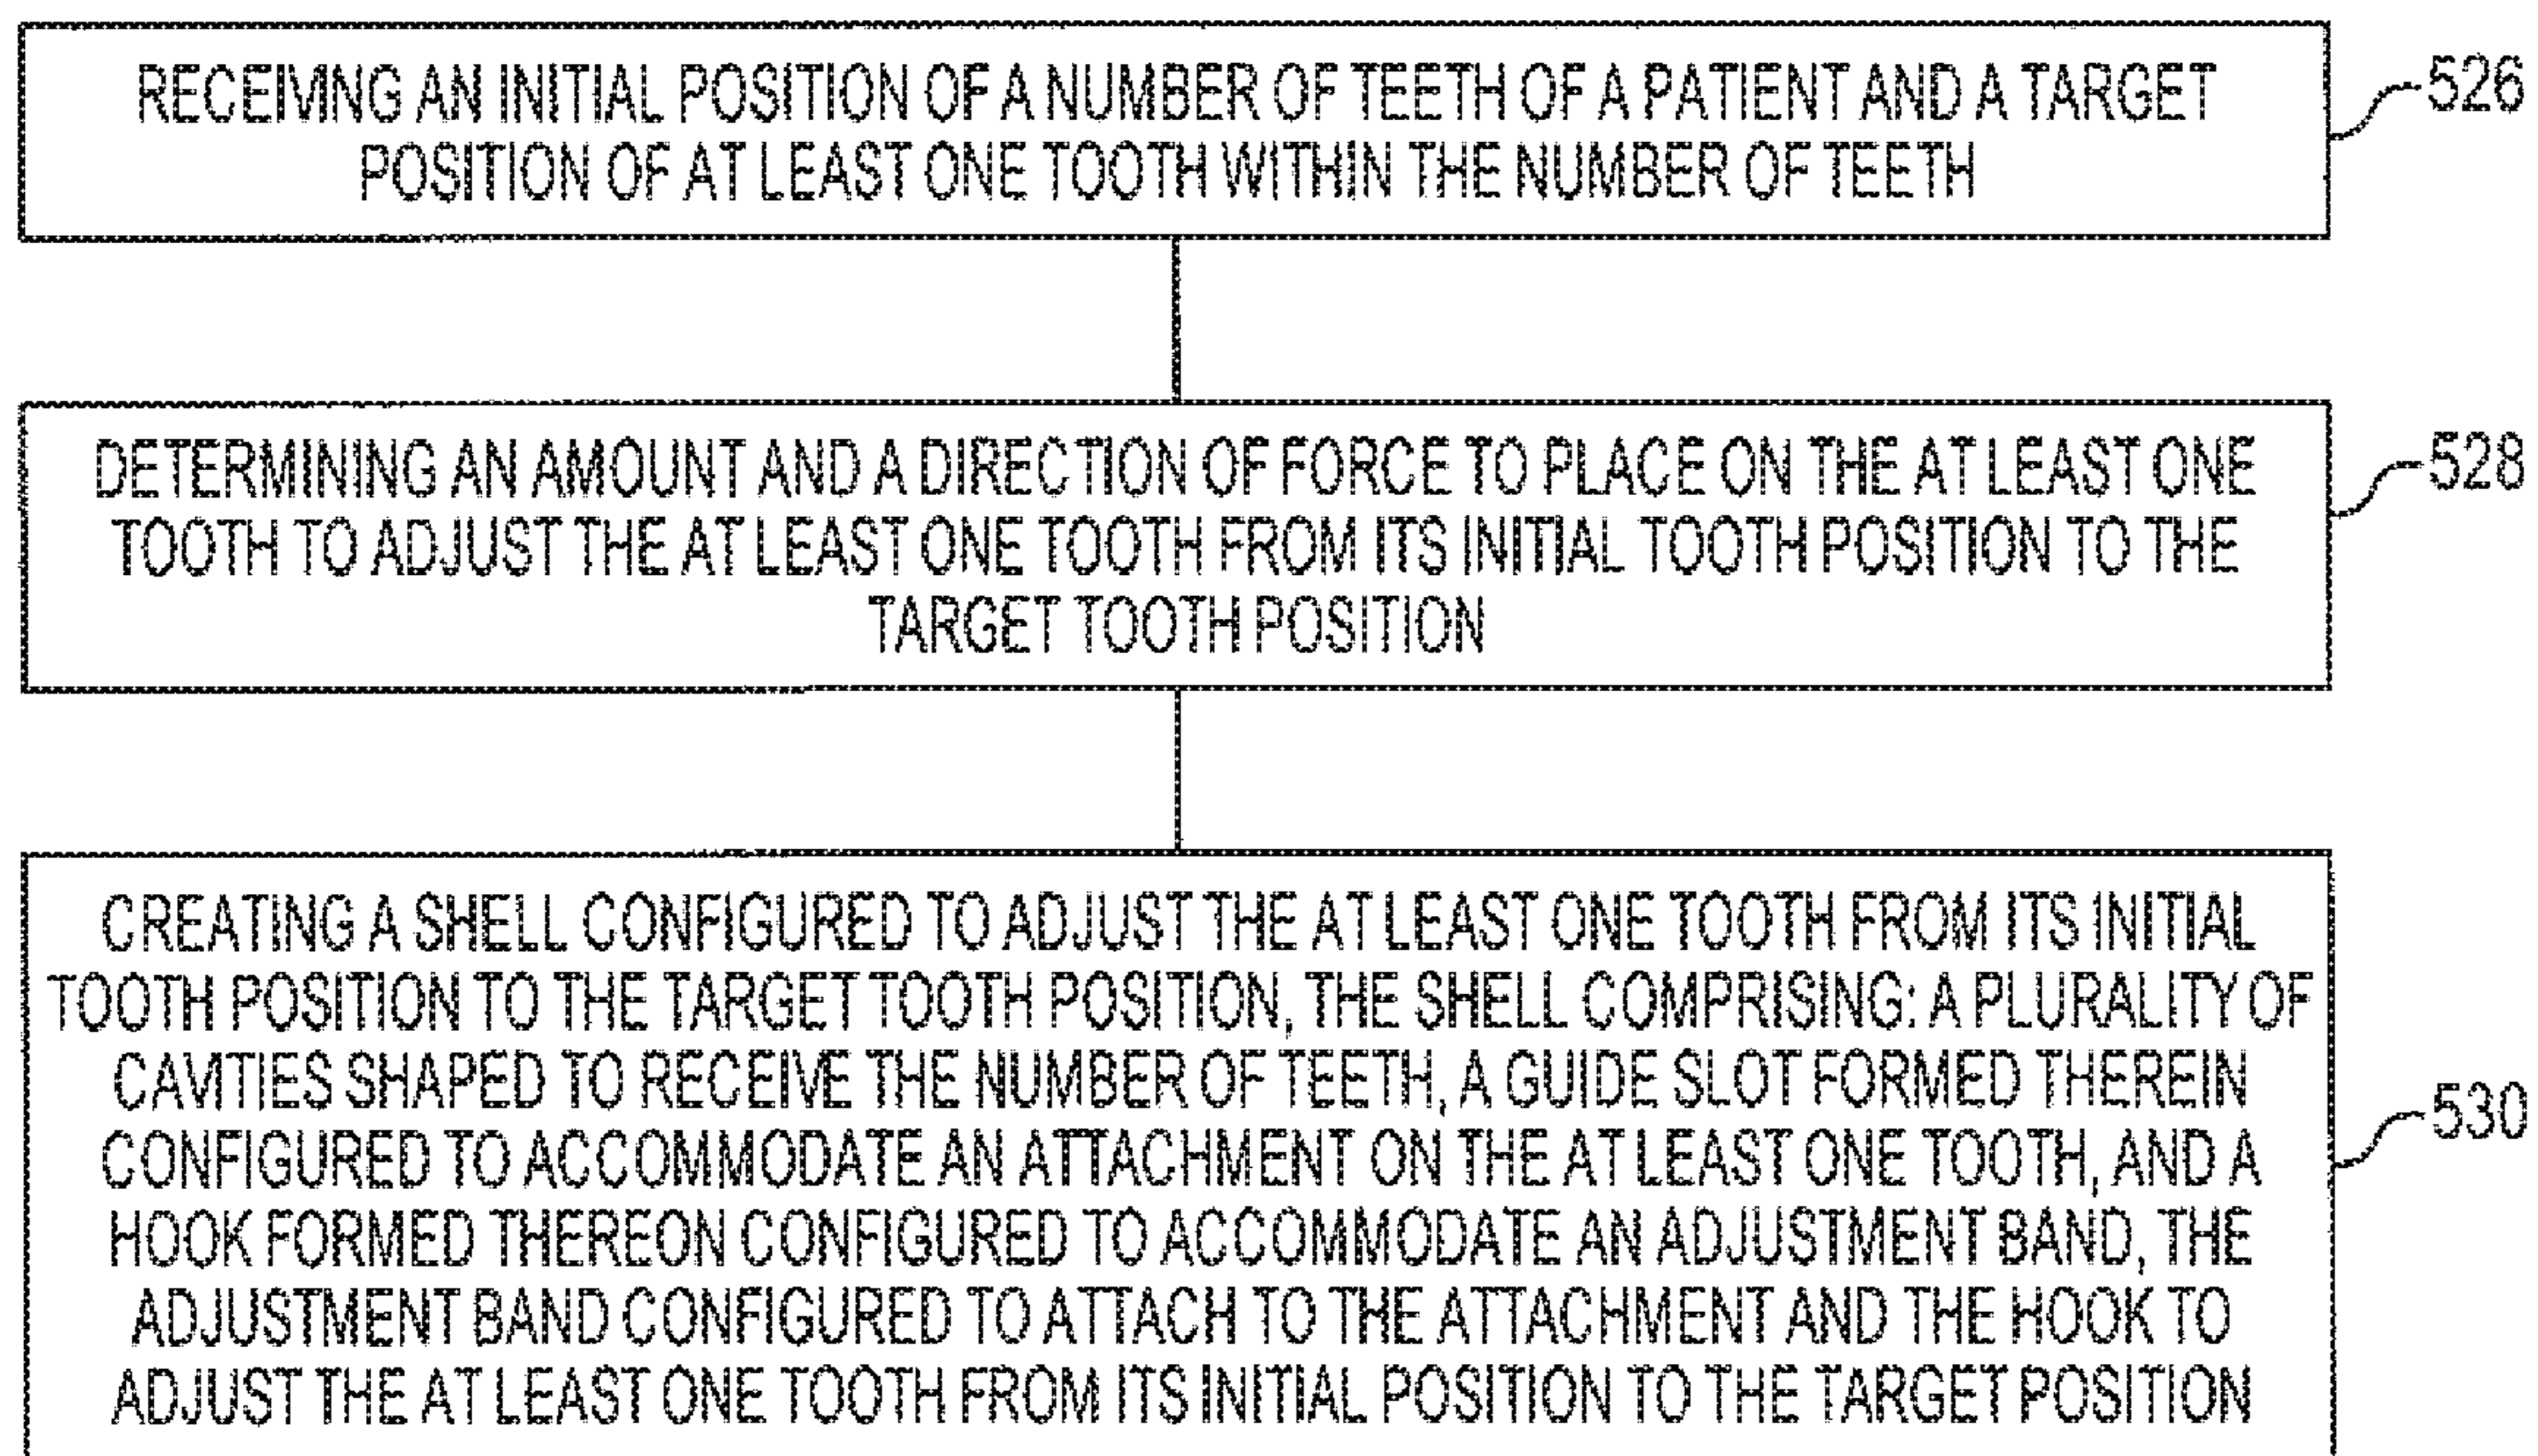 RECEIVING AN INITIAL POSITION OF A NUMBER OF TEETH OF A PATIENT AND A TARGET
POSITION OF AT LEAST ONE TOOTH WITHIN THE NUMBER OF TEETH
526
DETERMINING AN AMOUNT AND A DIRECTION OF FORCE TO PLACE ON THE AT LEAST ONE
TOOTH TO ADJUST THE AT LEAST ONE TOOTH FROM ITS INITIAL TOOTH POSITION TO THE
TARGET TOOTH POSITION
528
CREATING A SHELL CONFIGURED TO ADJUST THE AT LEAST ONE TOOTH FROM ITS INITIAL
TOOTH POSITION TO THE TARGET TOOTH POSITION, THE SHELL COMPRISING: A PLURALITY OF
CAVITIES SHAPED TO RECEIVE THE NUMBER OF TEETH, A GUIDE SLOT FORMED THEREIN
CONFIGURED TO ACCOMMODATE AN ATTACHMENT ON THE AT LEAST ONE TOOTH, AND A
HOOK FORMED THEREON CONFIGURED TO ACCOMMODATE AN ADJUSTMENT BAND, THE
ADJUSTMENT BAND CONFIGURED TO ATTACH TO THE ATTACHMENT AND THE HOOK TO
ADJUST THE AT LEAST ONE TOOTH FROM ITS INITIAL POSITION TO THE TARGET POSITION
530